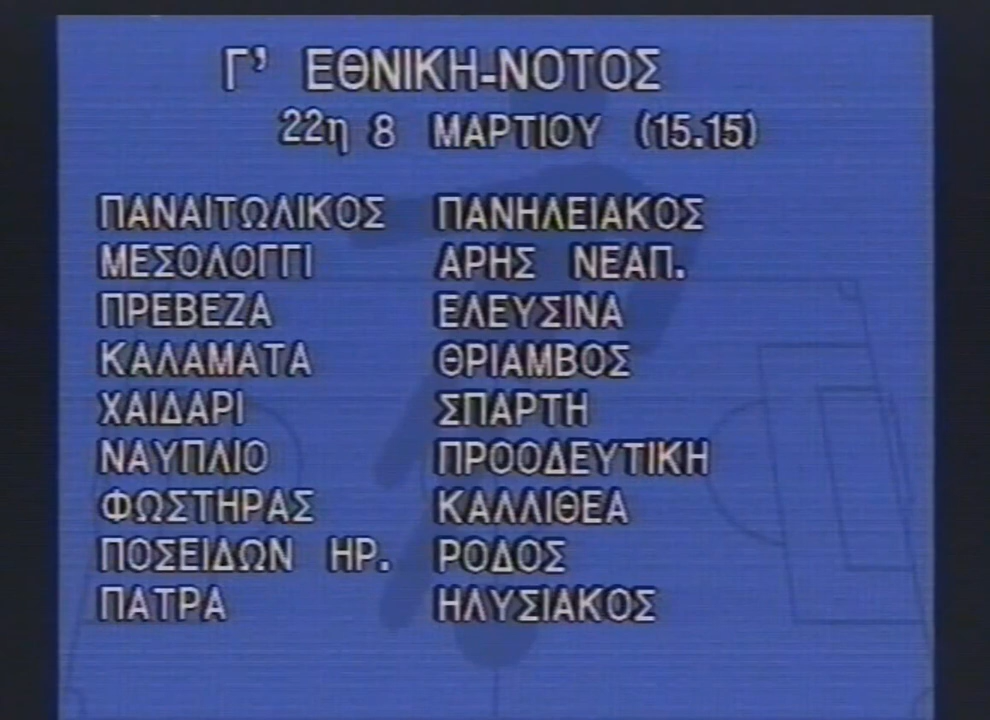 Γ' ΕΘΝΙΚΗ-ΝΟΤΟΣ
22η 8 ΜΑΡΤΙΟΥ (15.15)
ΠΑΝΑΙΤΩΛΙΚΟΣ ΠΑΝΗΛΕΙΑΚΟΣ
ΜΕΣΟΛΟΓΓΙ ΑΡΗΣ ΝΕΑΠ.
ΠΡΕΒΕΖΑ ΕΛΕΥΣΙΝΑ
ΚΑΛΑΜΑΤΑ ΘΡΙΑΜΒΟΣ
ΧΑΙΔΑΡΙ ΣΠΑΡΤΗ
ΝΑΥΠΛΙΟ ΠΡΟΟΔΕΥΤΙΚΗ
ΦΩΣΤΗΡΑΣ ΚΑΛΛΙΘΕΑ
ΠΟΣΕΙΔΩΝ ΗΡ. ΡΟΔΟΣ
ΠΑΤΡΑ ΗΛΥΣΙΑΚΟΣ